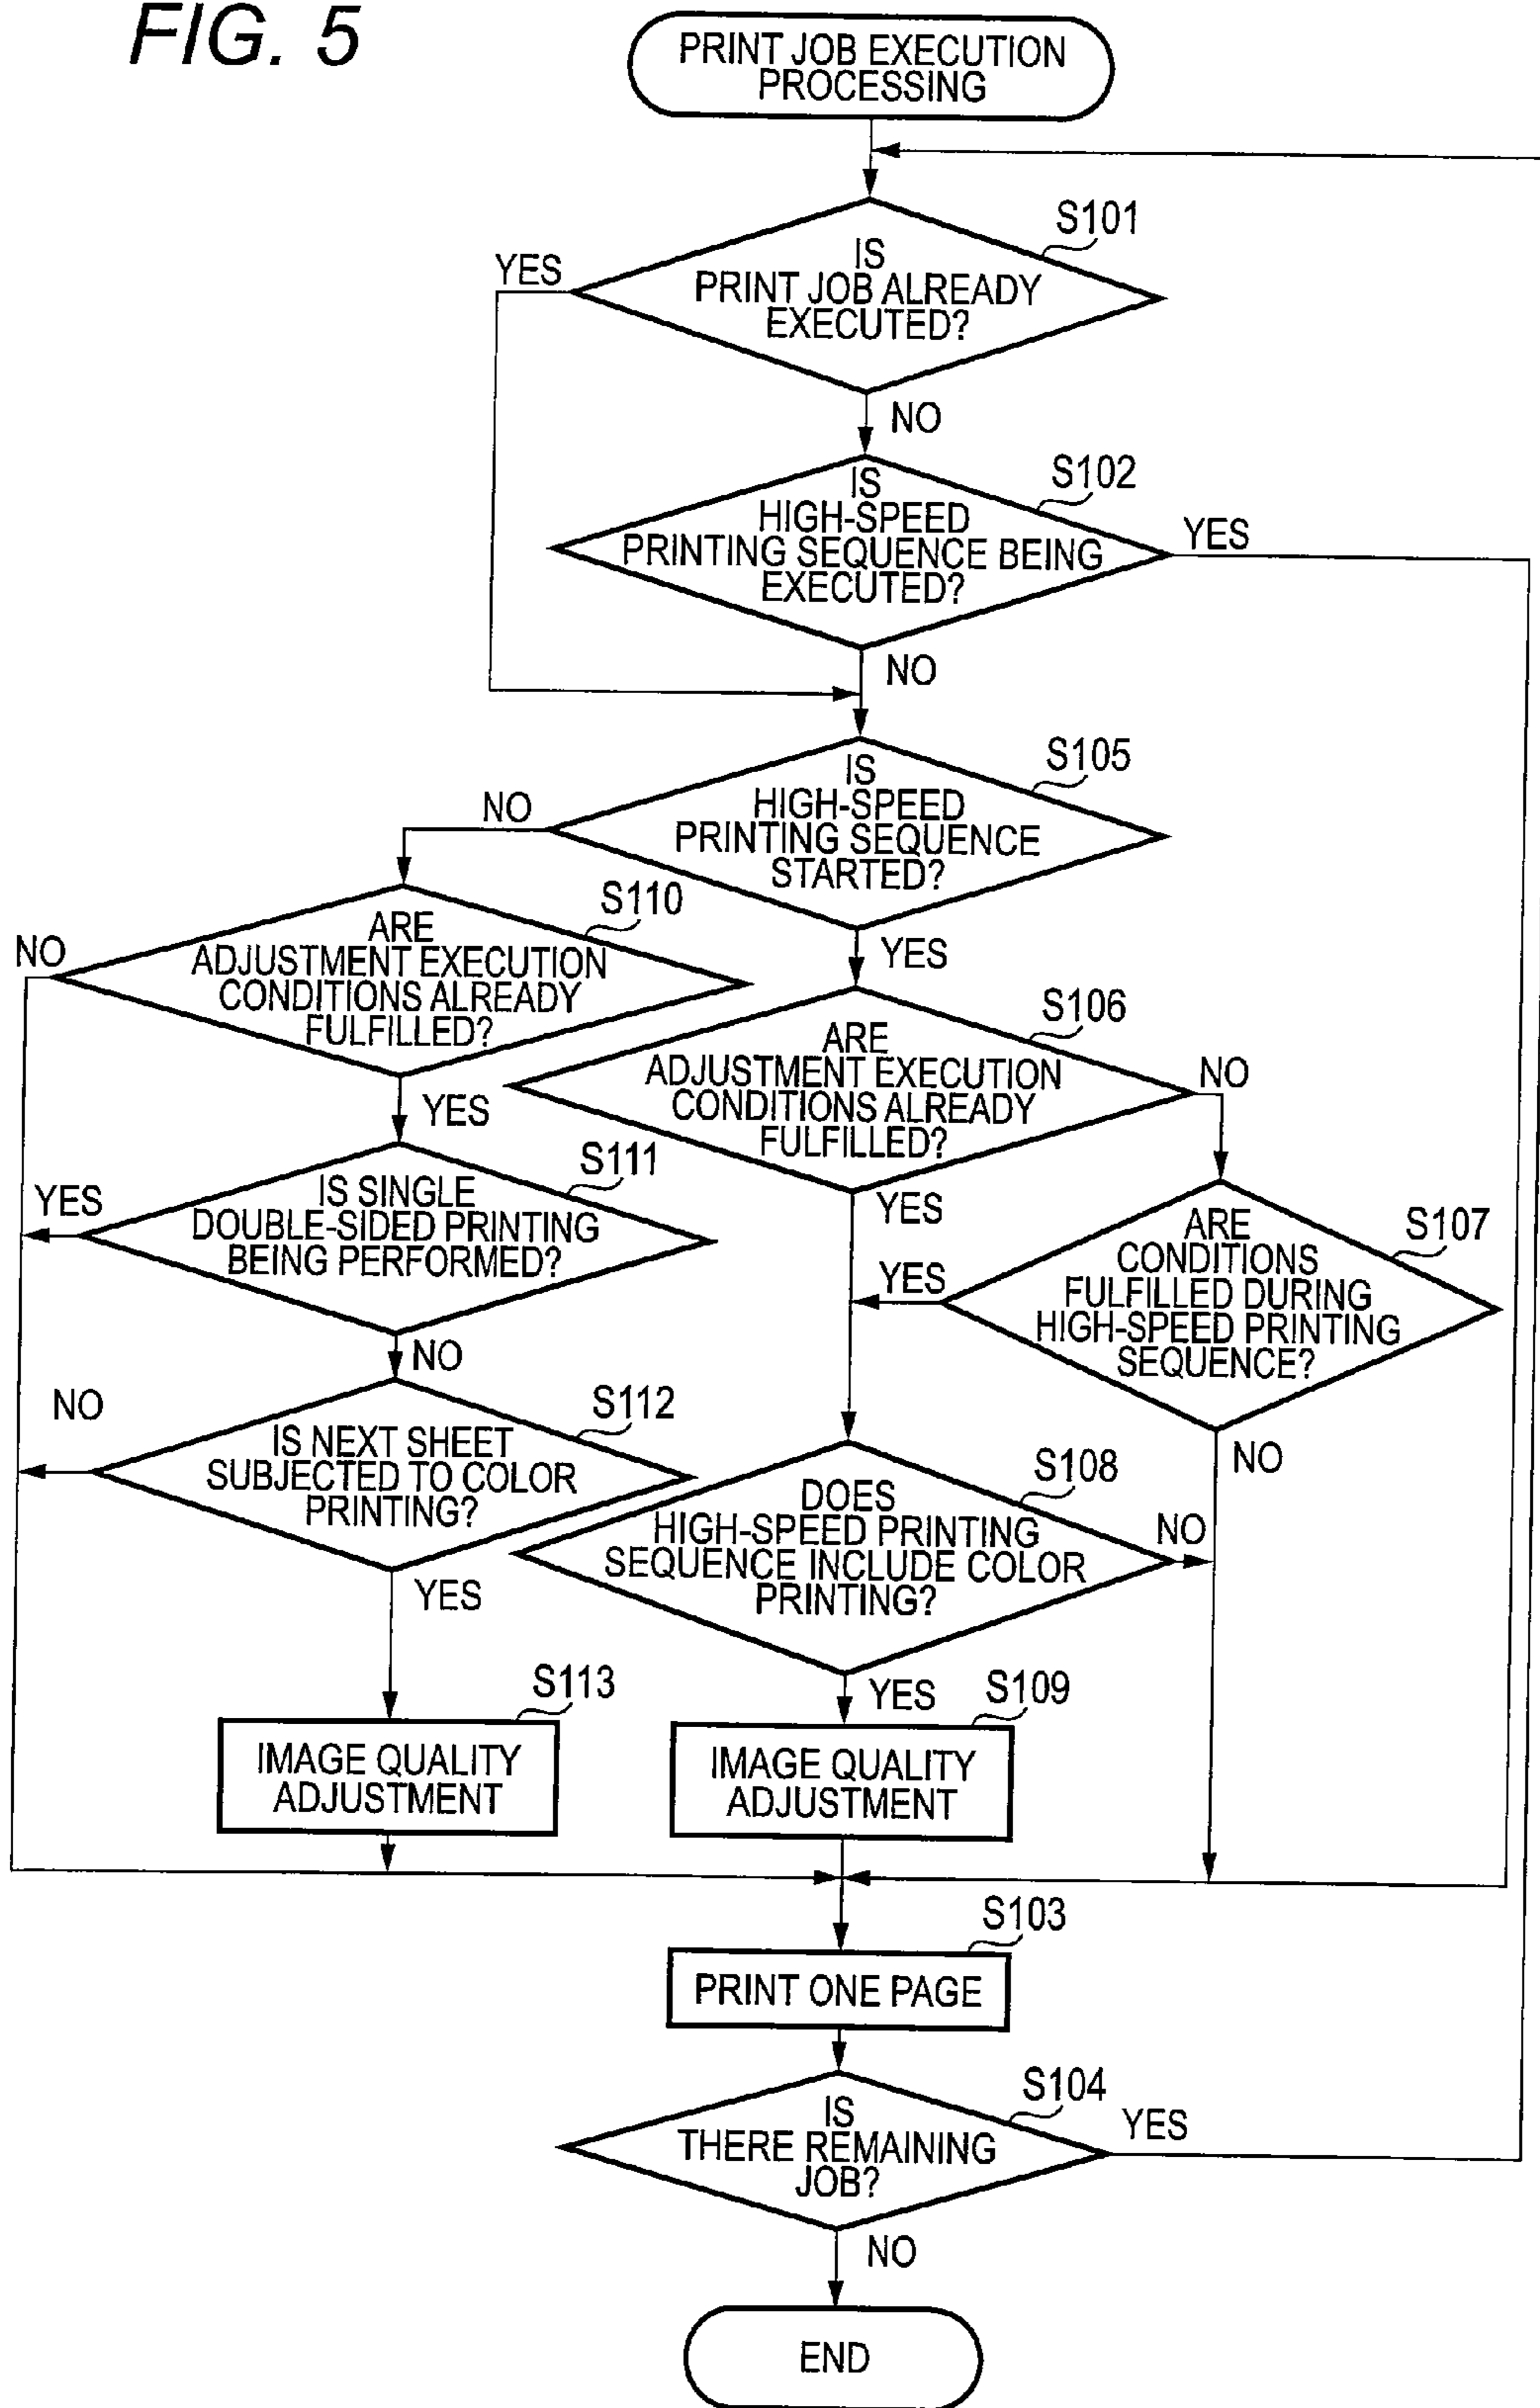 FIG. 5
PRINT JOB EXECUTION
PROCESSING
S101
YES
IS
PRINT JOB ALREADY
EXECUTED?
NO
S102
IS
HIGH-SPEED
PRINTING SEQUENCE BEING
EXECUTED?
YES
NO
S105
IS
HIGH-SPEED
PRINTING SEQUENCE
STARTED?
NO
YES
S110
ARE
ADJUSTMENT EXECUTION
CONDITIONS ALREADY
FULFILLED?
NO
YES
S106
ARE
ADJUSTMENT EXECUTION
CONDITIONS ALREADY
FULFILLED?
NO
YES
S111
IS SINGLE
DOUBLE-SIDED PRINTING
BEING PERFORMED?
YES
NO
S107
ARE
CONDITIONS
FULFILLED DURING
HIGH-SPEED PRINTING
SEQUENCE?
YES
NO
S112
IS NEXT SHEET
SUBJECTED TO COLOR
PRINTING?
NO
YES
S108
DOES
HIGH-SPEED PRINTING
SEQUENCE INCLUDE COLOR
PRINTING?
NO
YES
S113
IMAGE QUALITY
ADJUSTMENT
S109
IMAGE QUALITY
ADJUSTMENT
S103
PRINT ONE PAGE
S104
IS
THERE REMAINING
JOB?
YES
NO
END